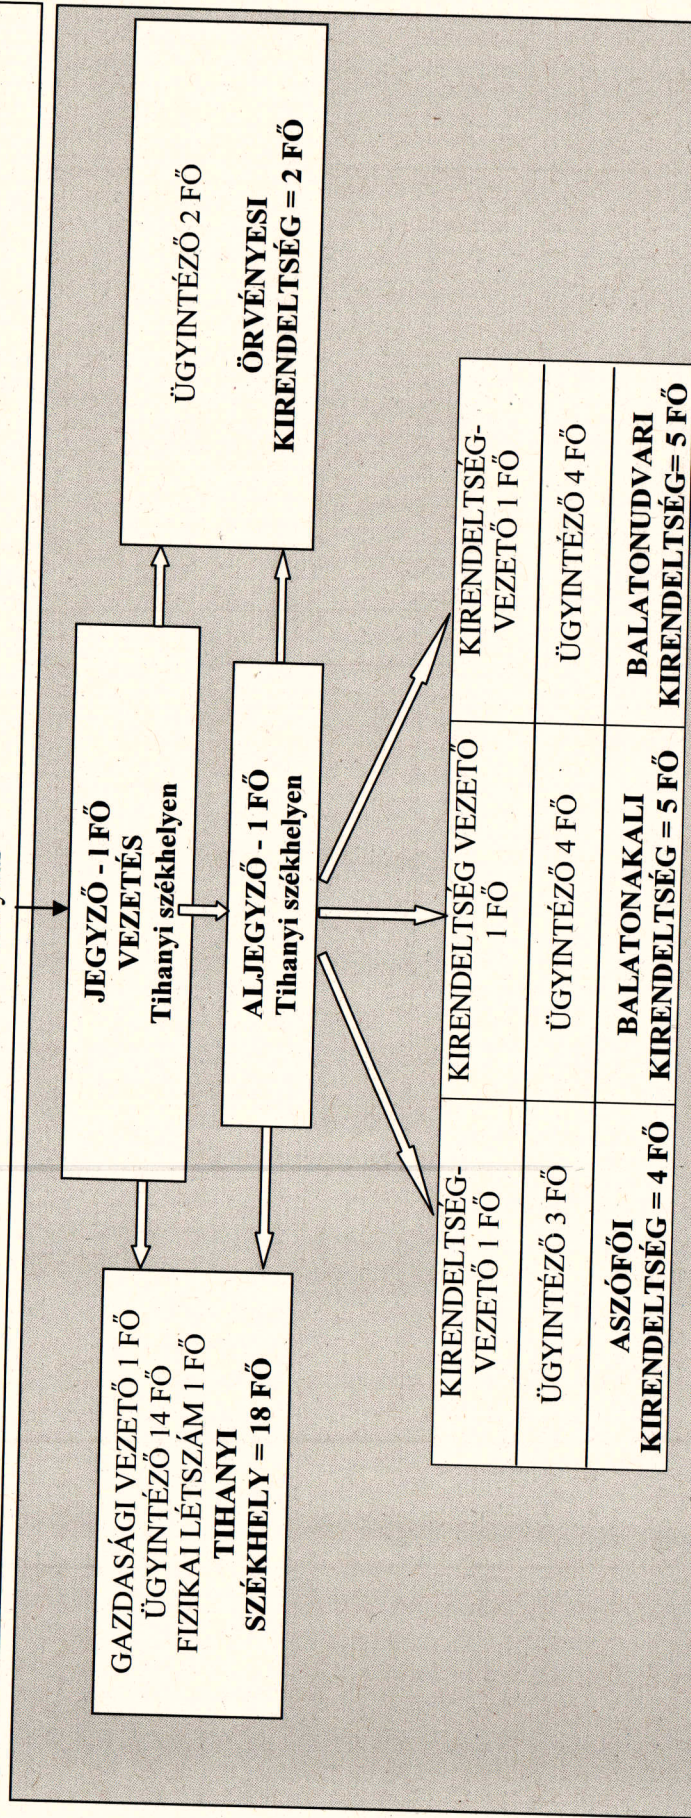 JEGYZŐ - 1 FŐ
VEZETÉS
Tihanyi székhelyen
ALJEGYZŐ - 1 FŐ
Tihanyi székhelyen
GAZDASÁGI VEZETŐ 1 FŐ
ÜGYINTÉZŐ 14 FŐ
FIZIKAI LÉTSZÁM 1 FŐ
TIHANYI
SZÉKHELY = 18 FŐ
ÜGYINTÉZŐ 2 FŐ
ÖRVÉNYESI
KIRENDELTSÉG = 2 FŐ
KIRENDELTSÉG-
VEZETŐ 1 FŐ
ÜGYINTÉZŐ 3 FŐ
ASZÓFŐI
KIRENDELTSÉG = 4 FŐ
KIRENDELTSÉG VEZETŐ
1 FŐ
ÜGYINTÉZŐ 4 FŐ
BALATONAKALI
KIRENDELTSÉG = 5 FŐ
KIRENDELTSÉG-
VEZETŐ 1 FŐ
ÜGYINTÉZŐ 4 FŐ
BALATONUDVARI
KIRENDELTSÉG= 5 FŐ